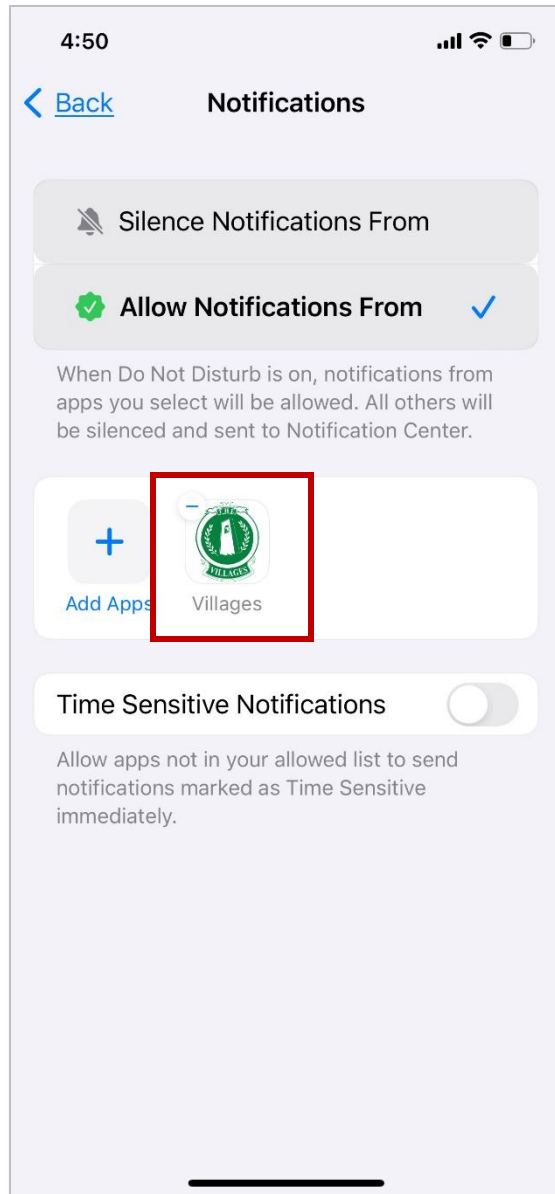 4:50
Back
Notifications
Silence Notifications From
Allow Notifications From
When Do Not Disturb is on, notifications from
apps you select will be allowed. All others will
be silenced and sent to Notification Center.
THE
VILLAGES
Add Apps
Villages
Time Sensitive Notifications
Allow apps not in your allowed list to send
notifications marked as Time Sensitive
immediately.